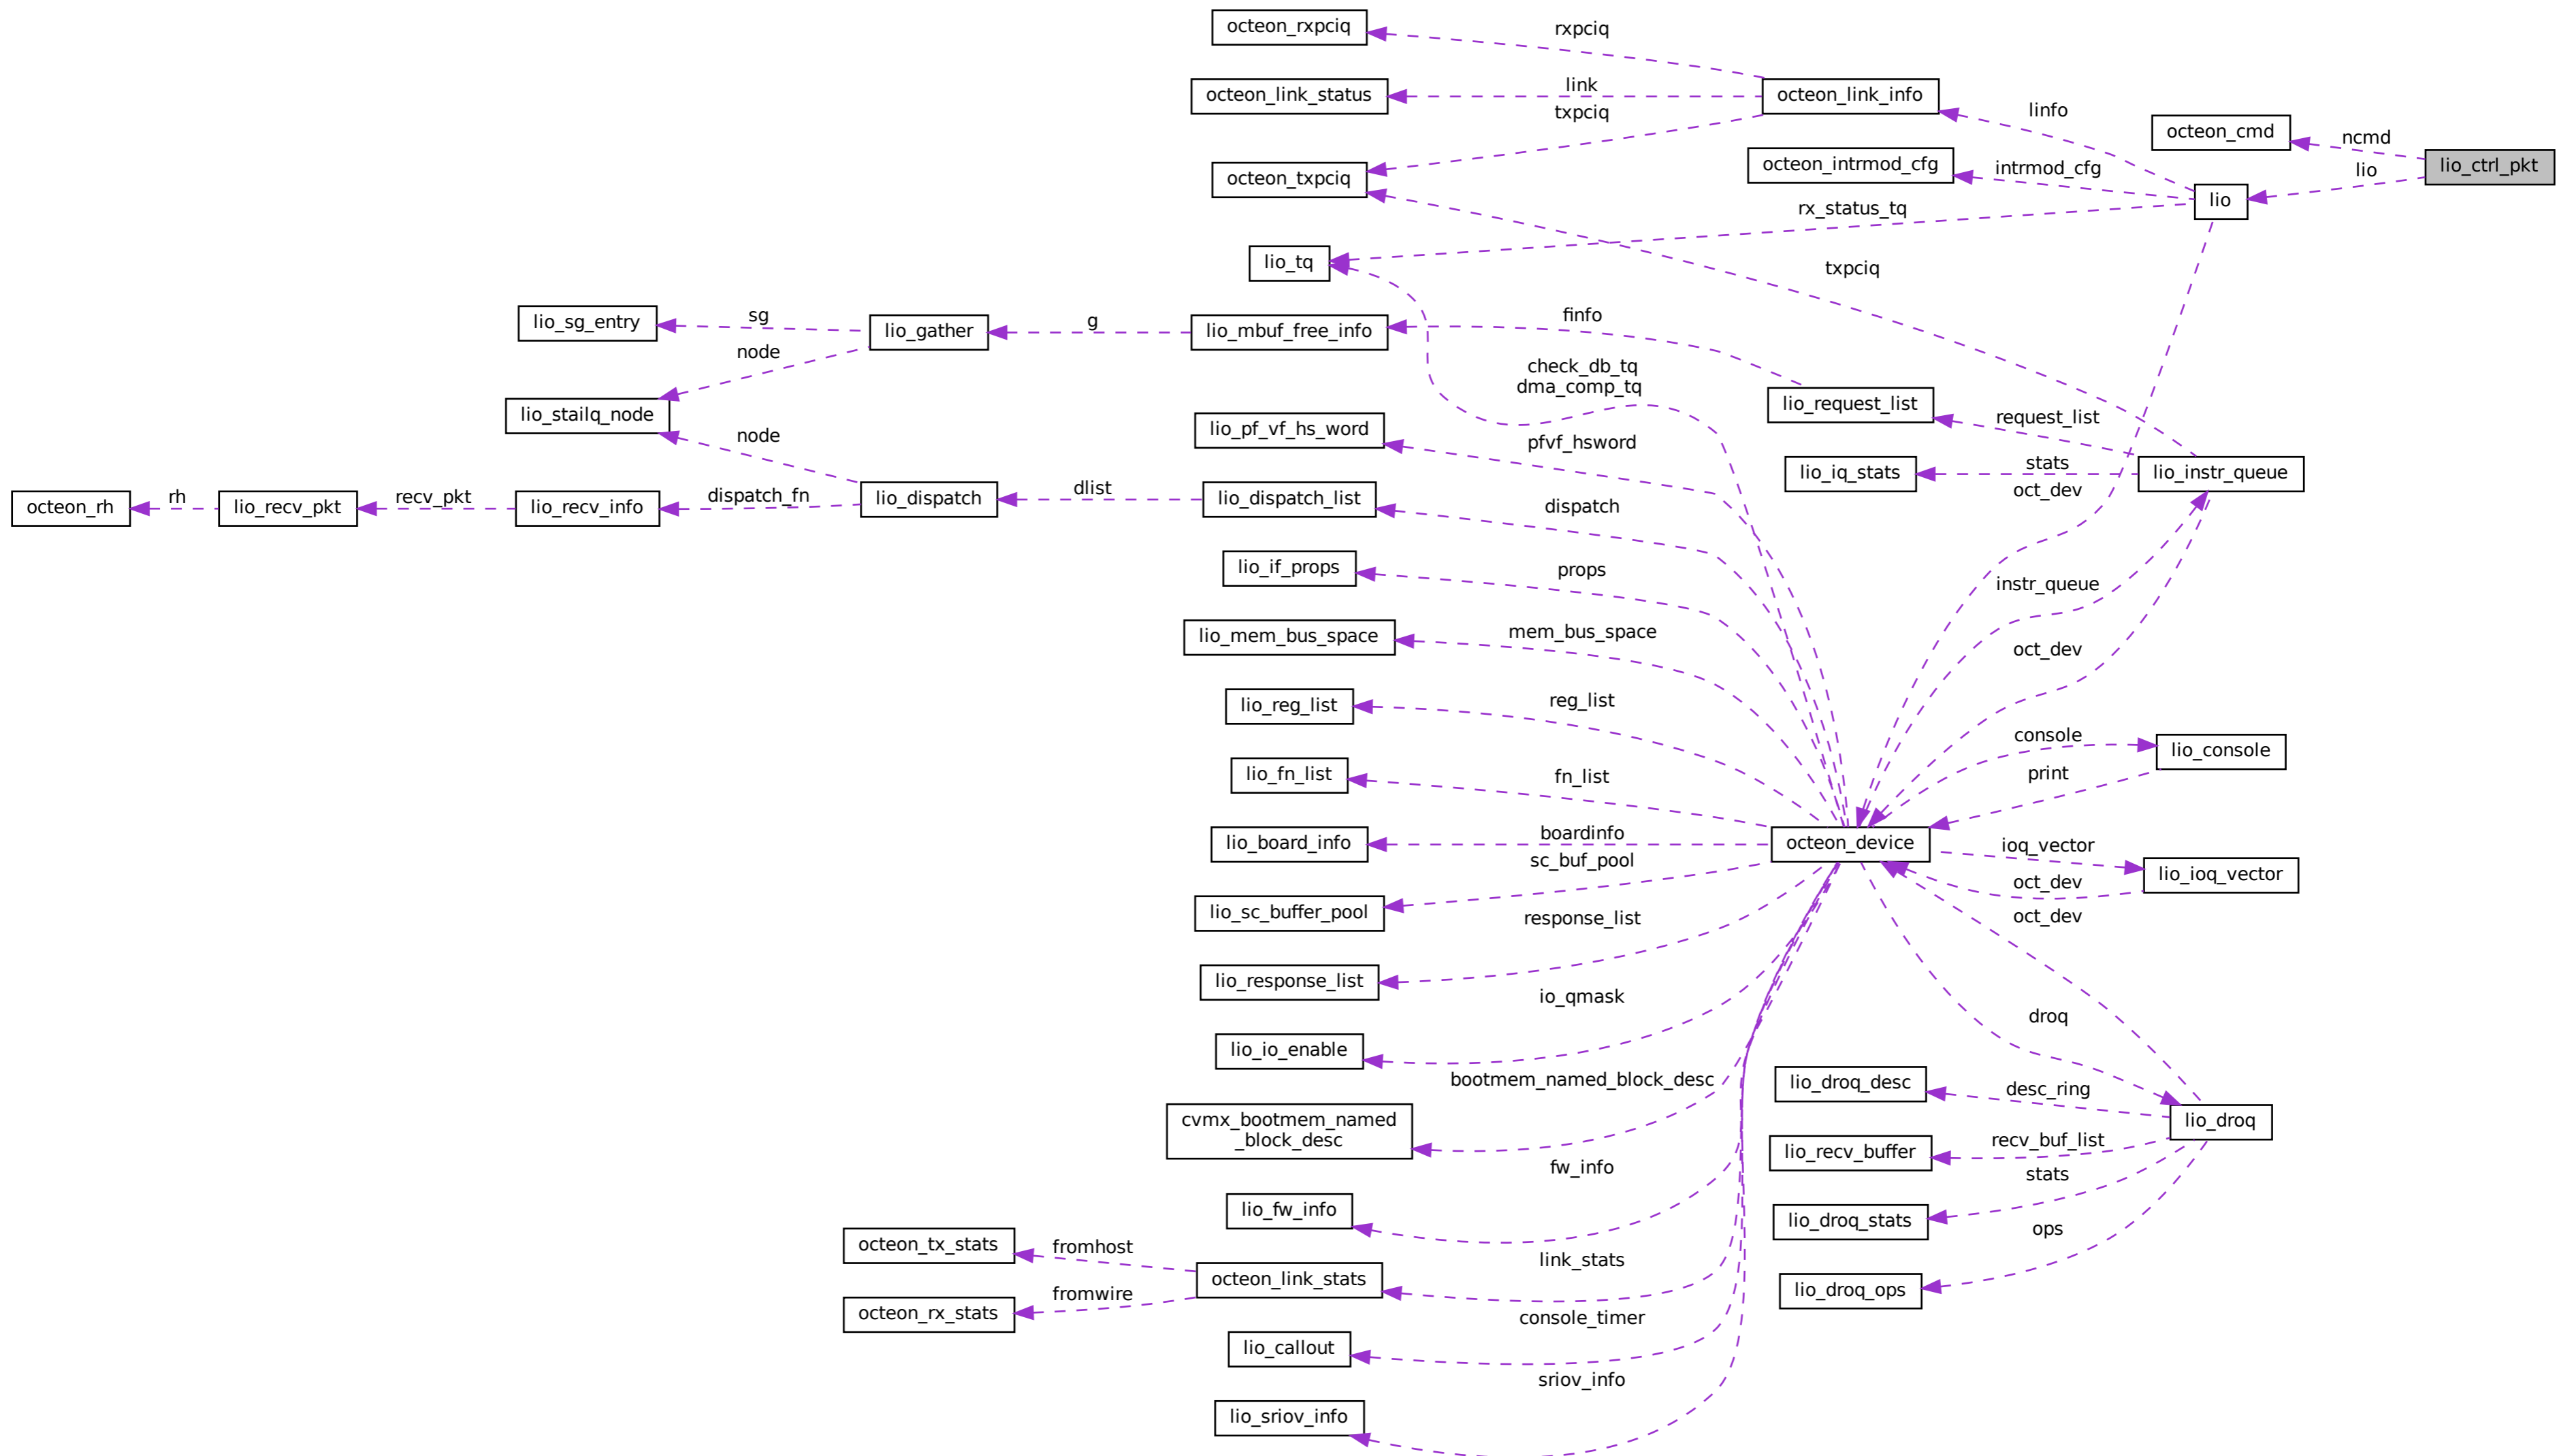 octeon_rxpciq
rxpciq
octeon_link_status
link
octeon_link_info
txpciq
linfo
octeon_cmd
ncmd
lio_ctrl_pkt
octeon_txpciq
octeon_intrmod_cfg
intrmod_cfg
lio
lio
rx_status_tq
lio_tq
txpciq
lio_sg_entry
sg
lio_gather
g
lio_mbuf_free_info
finfo
node
check_db_tq
dma_comp_tq
lio_stailq_node
lio_request_list
request_list
node
lio_pf_vf_hs_word
pfvf_hsword
lio_iq_stats
stats
lio_instr_queue
oct_dev
octeon_rh
rh
lio_recv_pkt
recv_pkt
lio_recv_info
dispatch_fn
lio_dispatch
dlist
lio_dispatch_list
dispatch
lio_if_props
props
instr_queue
lio_mem_bus_space
mem_bus_space
oct_dev
lio_reg_list
reg_list
console
lio_console
lio_fn_list
fn_list
print
lio_board_info
boardinfo
octeon_device
ioq_vector
sc_buf_pool
lio_ioq_vector
oct_dev
lio_sc_buffer_pool
response_list
oct_dev
lio_response_list
io_qmask
droq
lio_io_enable
bootmem_named_block_desc
lio_droq_desc
desc_ring
lio_droq
cvmx_bootmem_named
_block_desc
lio_recv_buffer
recv_buf_list
fw_info
stats
lio_fw_info
lio_droq_stats
ops
octeon_tx_stats
fromhost
link_stats
octeon_link_stats
lio_droq_ops
octeon_rx_stats
fromwire
console_timer
lio_callout
sriov_info
lio_sriov_info